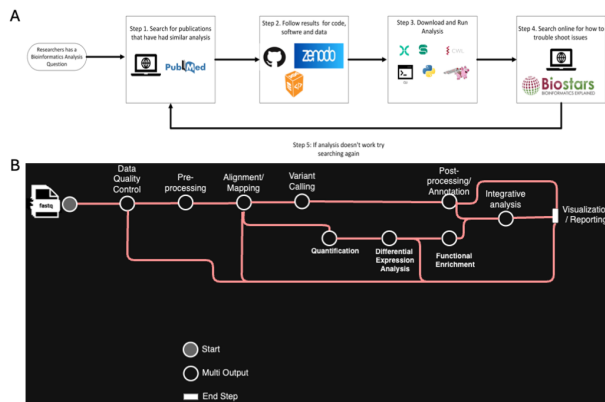 A
Researchers has a
Bioinformatics Analysis
Question
Step 1. Search for publications
that have had similar analysis
PubMed
Step 2. Follow results for code,
software and data
zenodo
Step 3. Download and Run
Analysis
CWL
Step 4. Search online for how to
trouble shoot issues
Biostars
BIOINFORMATICS EXPLAINED
Step 5: If analysis doesn't work try
searching again
B
fastq
Data
Quality
Control
Pre-
processing
Alignment/
Mapping
Variant
Calling
Post-
processing/
Annotation
Integrative
analysis
Visualization
/ Reporting
Quantification
Differential
Expression
Analysis
Functional
Enrichment
Start
Multi Output
End Step